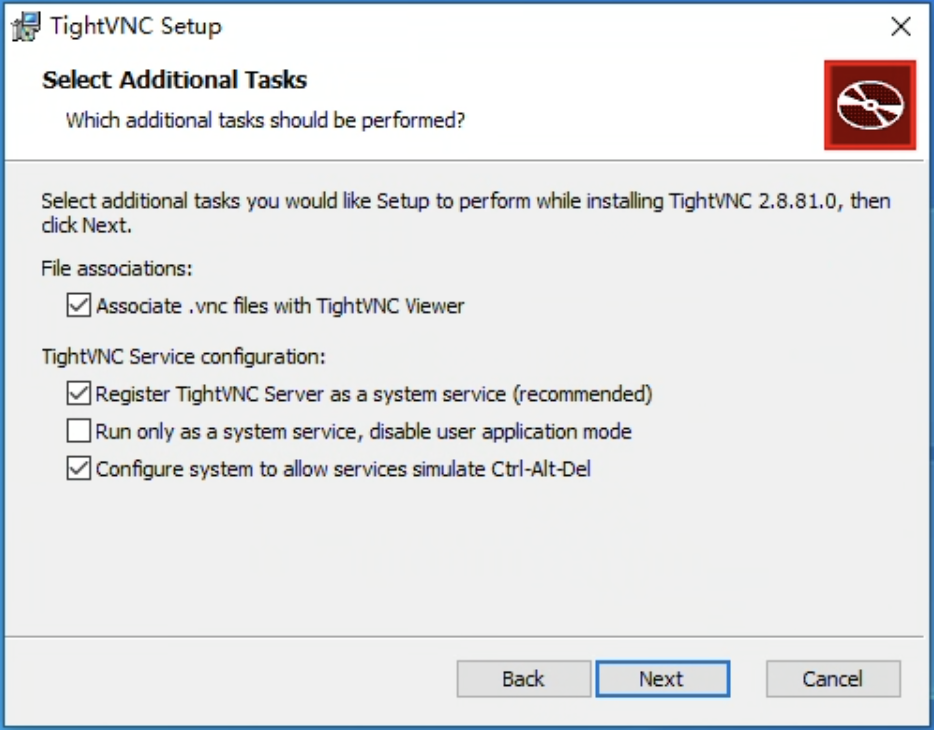 TightVNC Setup
Select Additional Tasks
Which additional tasks should be performed?
Select additional tasks you would like Setup to perform while installing TightVNC 2.8.81.0, then
click Next.
File associations:
Associate .vnc files with TightVNC Viewer
TightVNC Service configuration:
Register TightVNC Server as a system service (recommended)
Run only as a system service, disable user application mode
Configure system to allow services simulate Ctrl-Alt-Del
Back Next Cancel